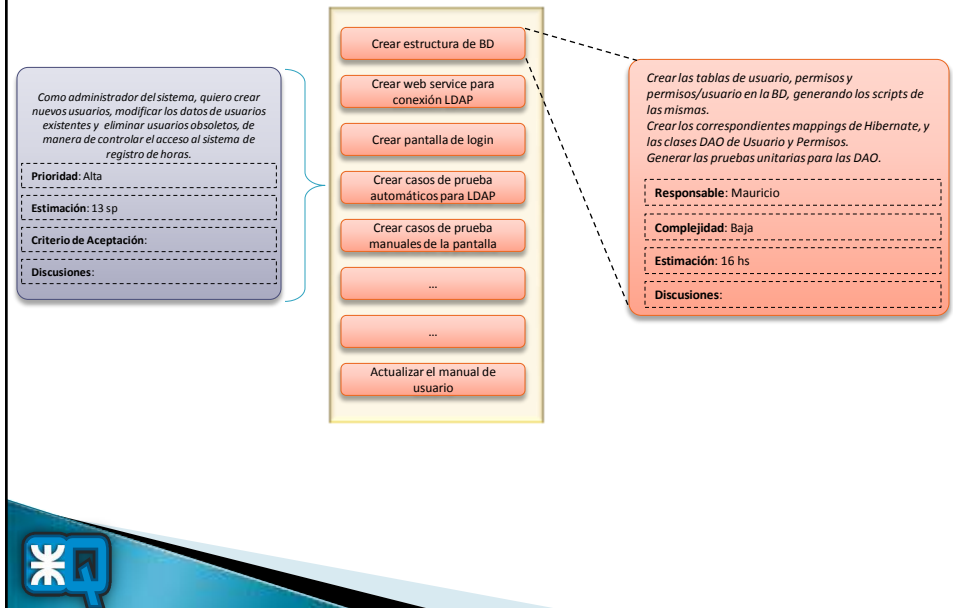 Como administrador del sistema, quiero crear
nuevos usuarios, modificar los datos de usuarios
existentes y eliminar usuarios obsoletos, de
manera de controlar el acceso al sistema de
registro de horas.
Prioridad: Alta
Estimación: 13 sp
Criterio de Aceptación:
Discusiones:
Crear estructura de BD
Crear web service para
conexión LDAP
Crear pantalla de login
Crear casos de prueba
automáticos para LDAP
Crear casos de prueba
manuales de la pantalla
...
...
Actualizar el manual de
usuario
Crear las tablas de usuario, permisos y
permisos/usuario en la BD, generando los scripts de
las mismas.
Crear los correspondientes mappings de Hibernate, y
las clases DAO de Usuario y Permisos.
Generar las pruebas unitarias para las DAO.
Responsable: Mauricio
Complejidad: Baja
Estimación: 16 hs
Discusiones:
Q